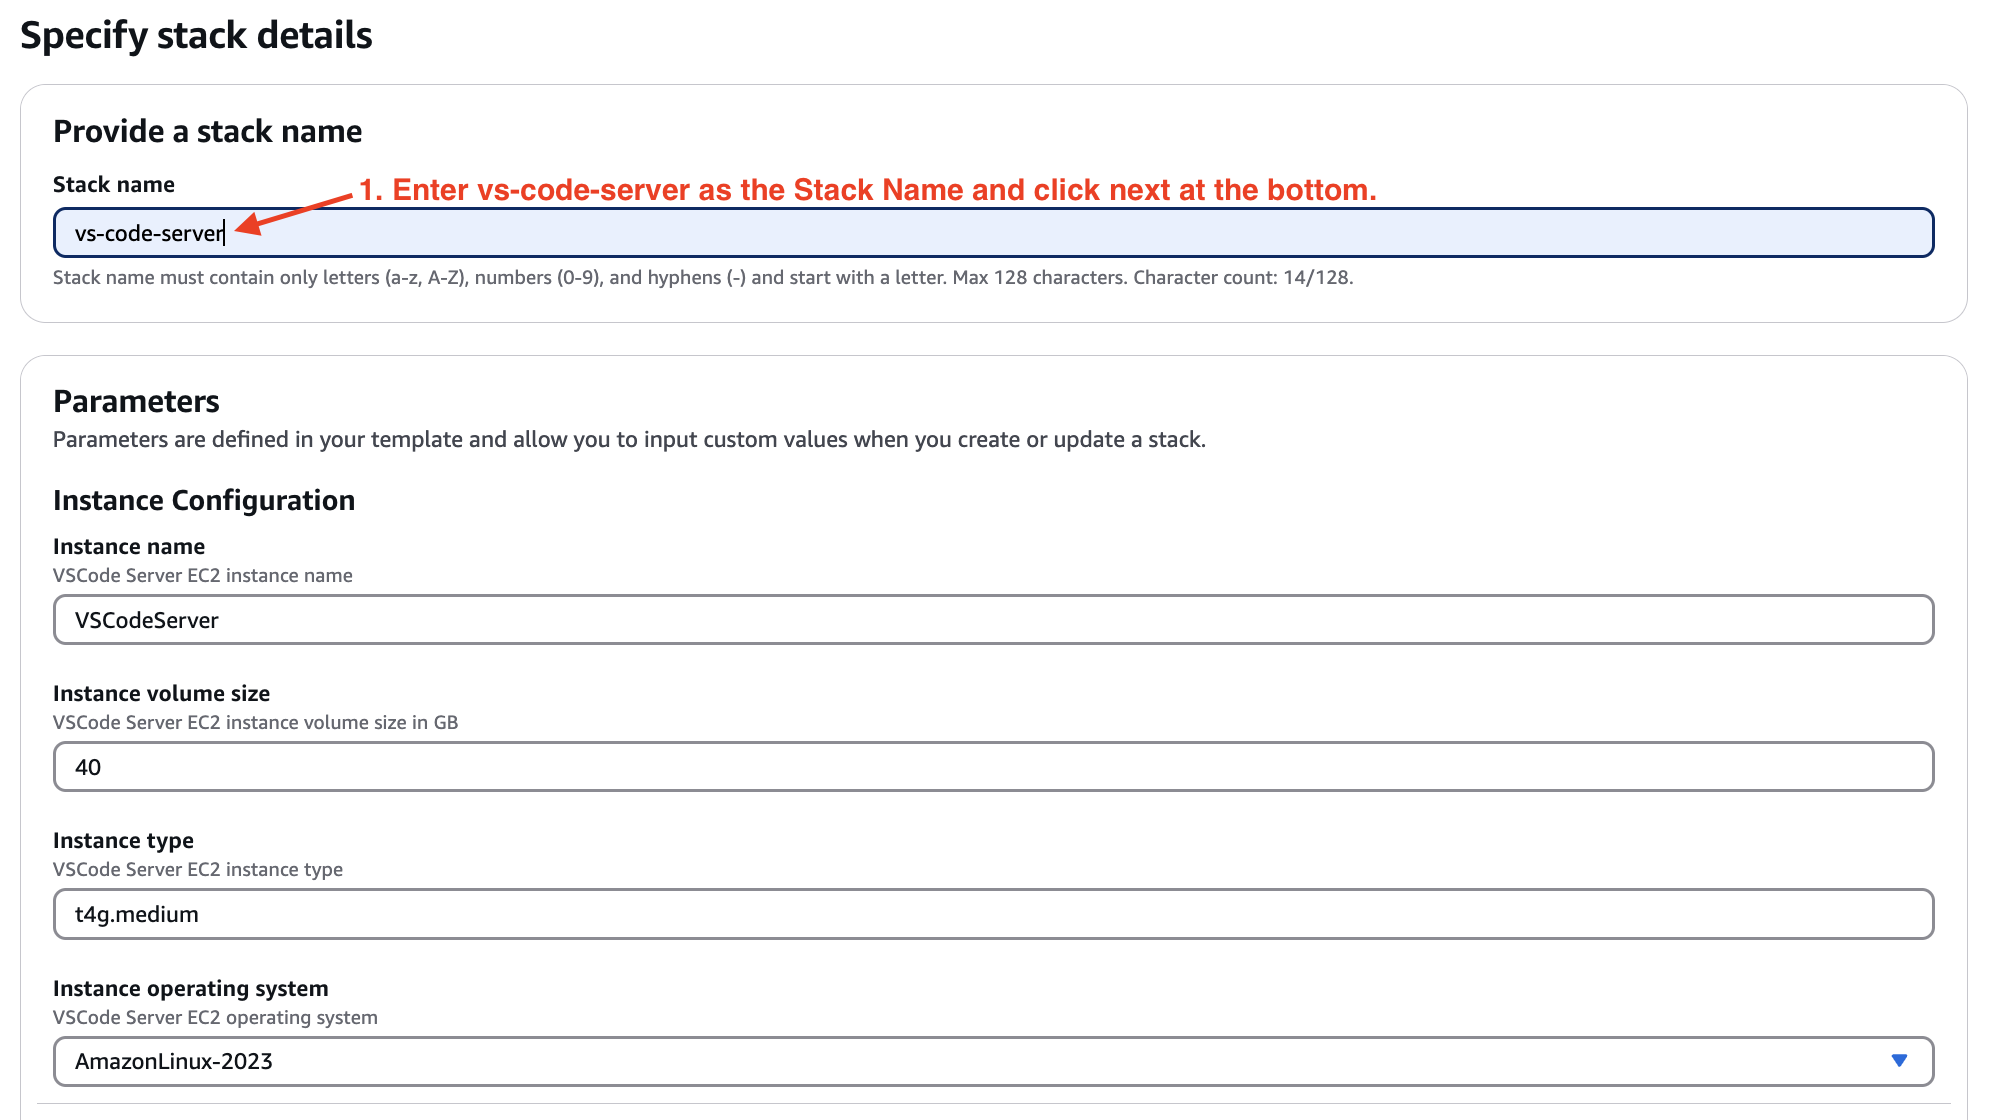 Specify stack details
Provide a stack name
Stack name
1. Enter vs-code-server as the Stack Name and click next at the bottom.
vs-code-server
Stack name must contain only letters (a-z, A-Z), numbers (0-9), and hyphens (-) and start with a letter. Max 128 characters. Character count: 14/128.
Parameters
Parameters are defined in your template and allow you to input custom values when you create or update a stack.
Instance Configuration
Instance name
VSCode Server EC2 instance name
VSCodeServer
Instance volume size
VSCode Server EC2 instance volume size in GB
40
Instance type
VSCode Server EC2 instance type
t4g.medium
Instance operating system
VSCode Server EC2 operating system
AmazonLinux-2023